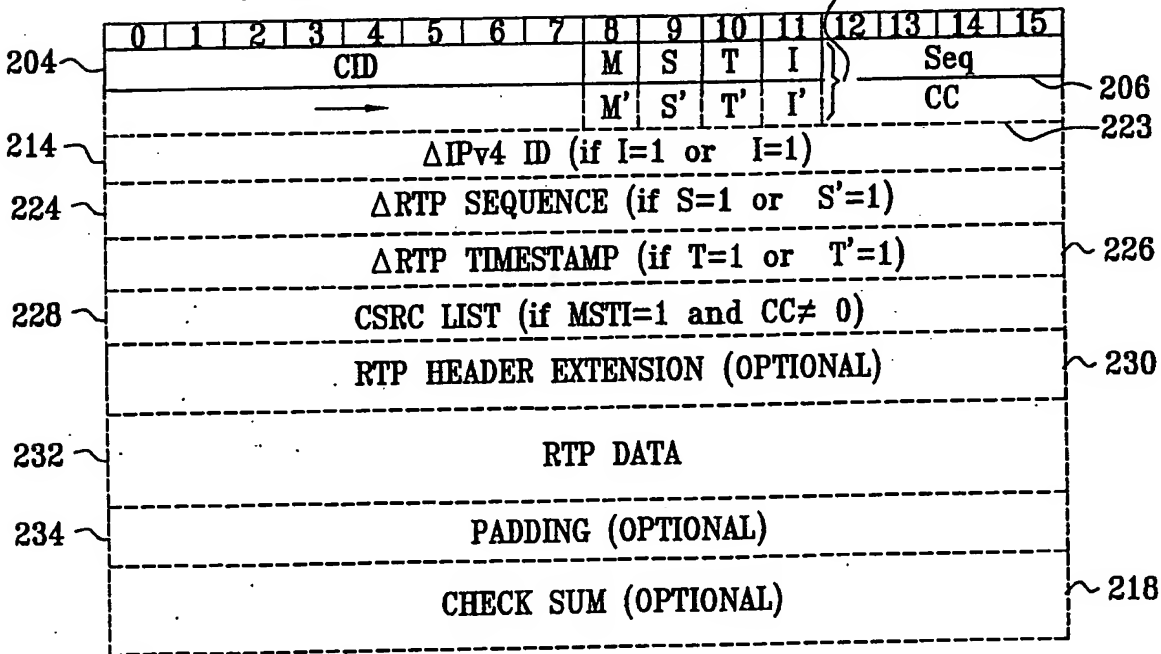 0 1 2 3 4 5 6 7 8 9 10 11 12 13 14 15
204 CID M S T I Seq
206
M' S' T' I' CC
223
214 ΔIPv4 ID (if I=1 or I=1)
224 ΔRTP SEQUENCE (if S=1 or S'=1)
ΔRTP TIMESTAMP (if T=1 or T'=1) 226
228 CSRC LIST (if MSTI=1 and CC≠ 0)
RTP HEADER EXTENSION (OPTIONAL) 230
232 RTP DATA
234 PADDING (OPTIONAL)
CHECK SUM (OPTIONAL) 218